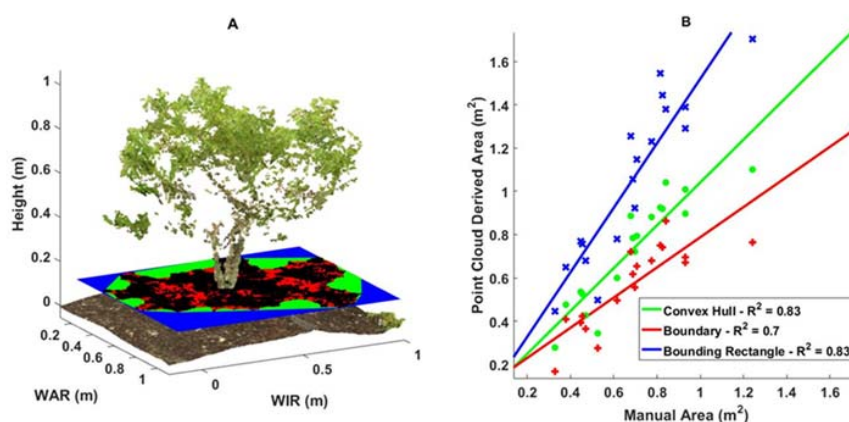 A
Height (m)
1
0.8
0.6
0.4
0.2
0
0.2
0.4
0.6
0.8
1
WAR (m)
0
0.5
1
WIR (m)
B
Point Cloud Derived Area (m²)
1.6
1.4
1.2
1
0.8
0.6
0.4
0.2
Convex Hull - R² = 0.83
Boundary - R² = 0.7
Bounding Rectangle - R² = 0.83
0.2 0.4 0.6 0.8 1 1.2 1.4 1.6
Manual Area (m²)